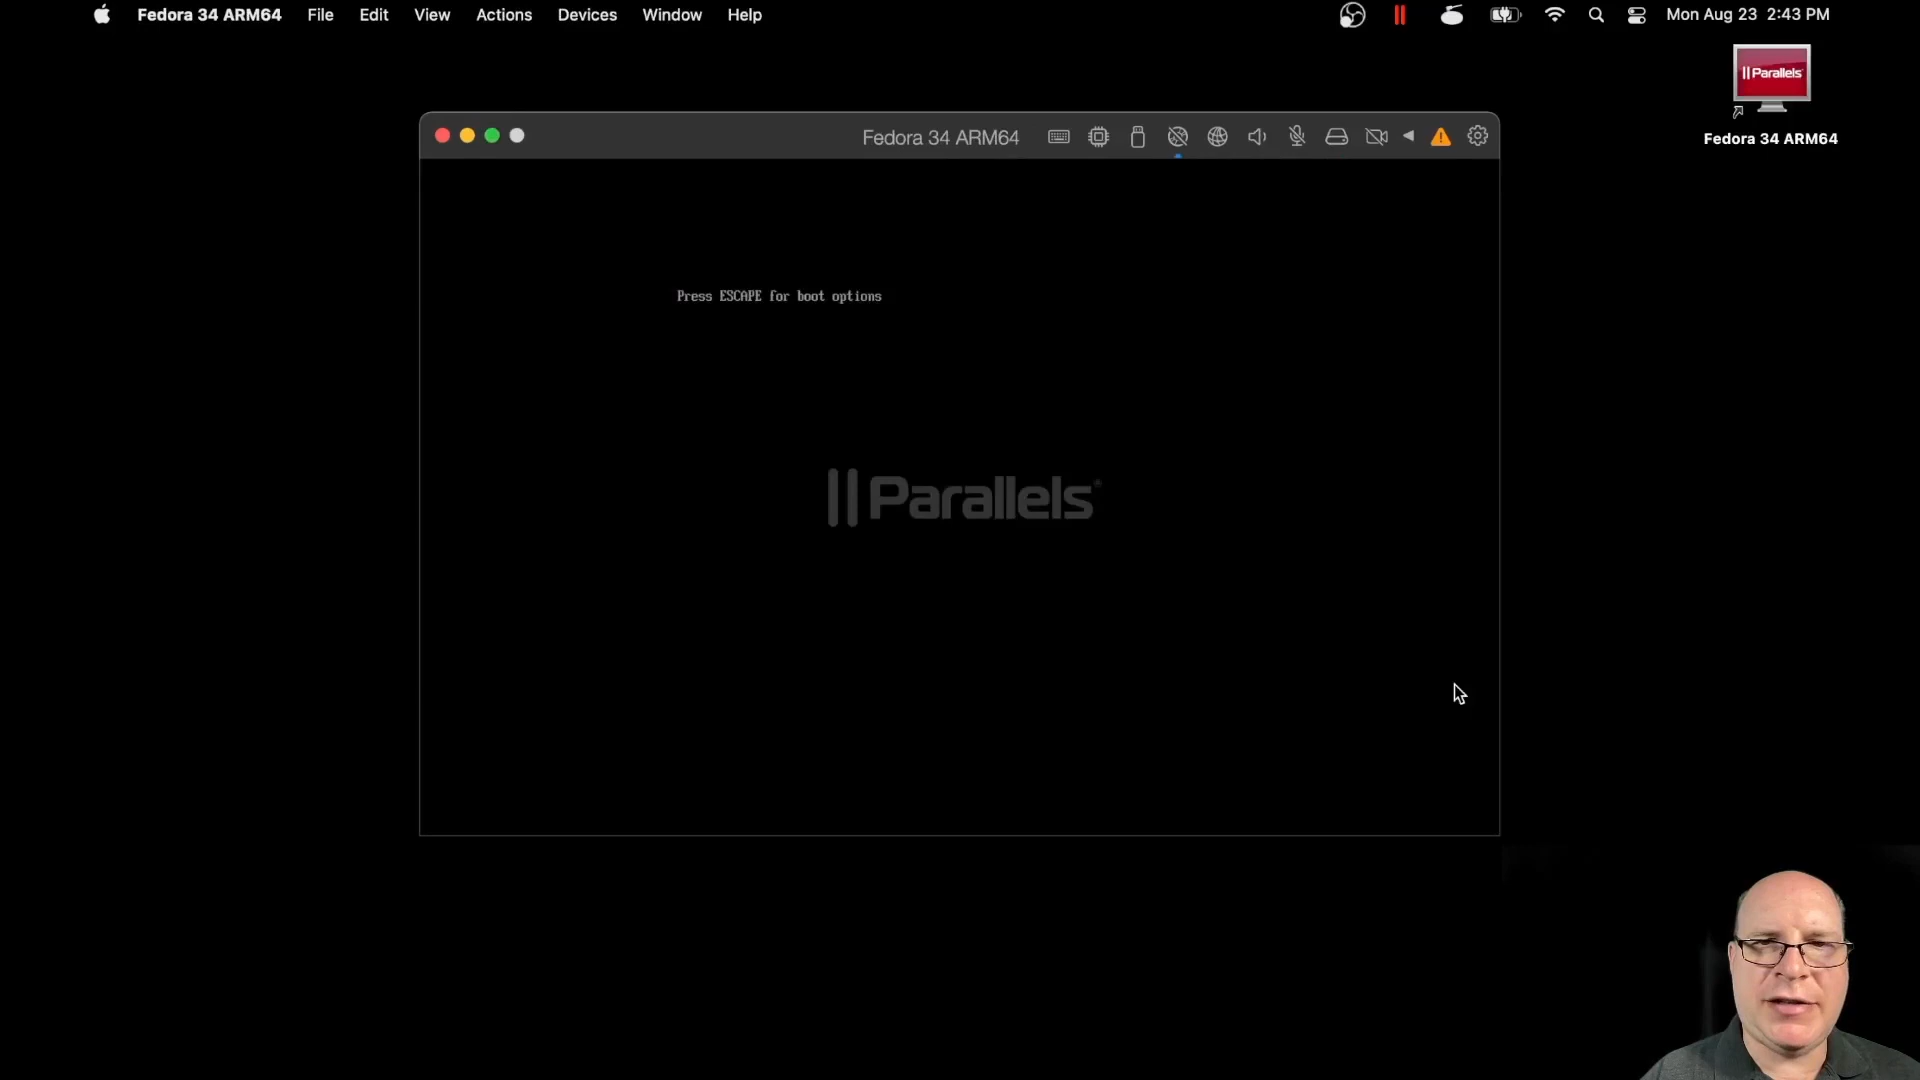 Fedora 34 ARM64 File Edit View Actions Devices Window Help Mon Aug 23 2:43 PM
Parallels
Fedora 34 ARM64
Fedora 34 ARM64
Press ESCAPE for boot options
Parallels®